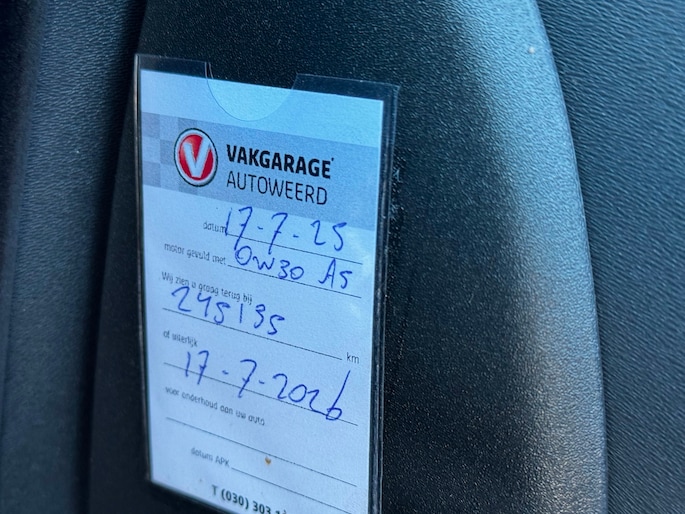 V
VAKGARAGE
AUTOWEERD
datum 17-7-25
motor gevuld met 0W30 A5
Wij zien u graag terug bij
245135 km
of uiterlijk
17-7-2026
voor onderhoud aan uw auto
datum APK
T (030) 303